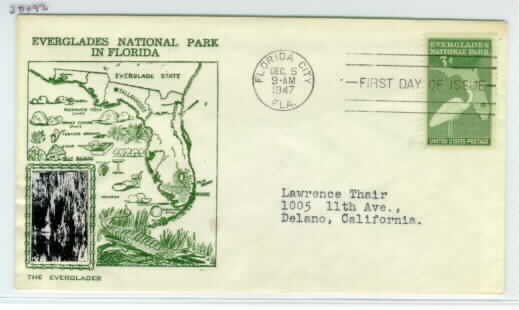 EVERGLADES NATIONAL PARK
IN FLORIDA
EVERGLADE STATE
TALLAHASSEE
THE EVERGLADES
FLORIDA CITY
DEC. 5
9-AM
1947
FLA.
FIRST DAY OF ISSUE
EVERGLADES
NATIONAL PARK
3¢
UNITED STATES POSTAGE
Lawrence Thair
1005 11th Ave.,
Delano, California.